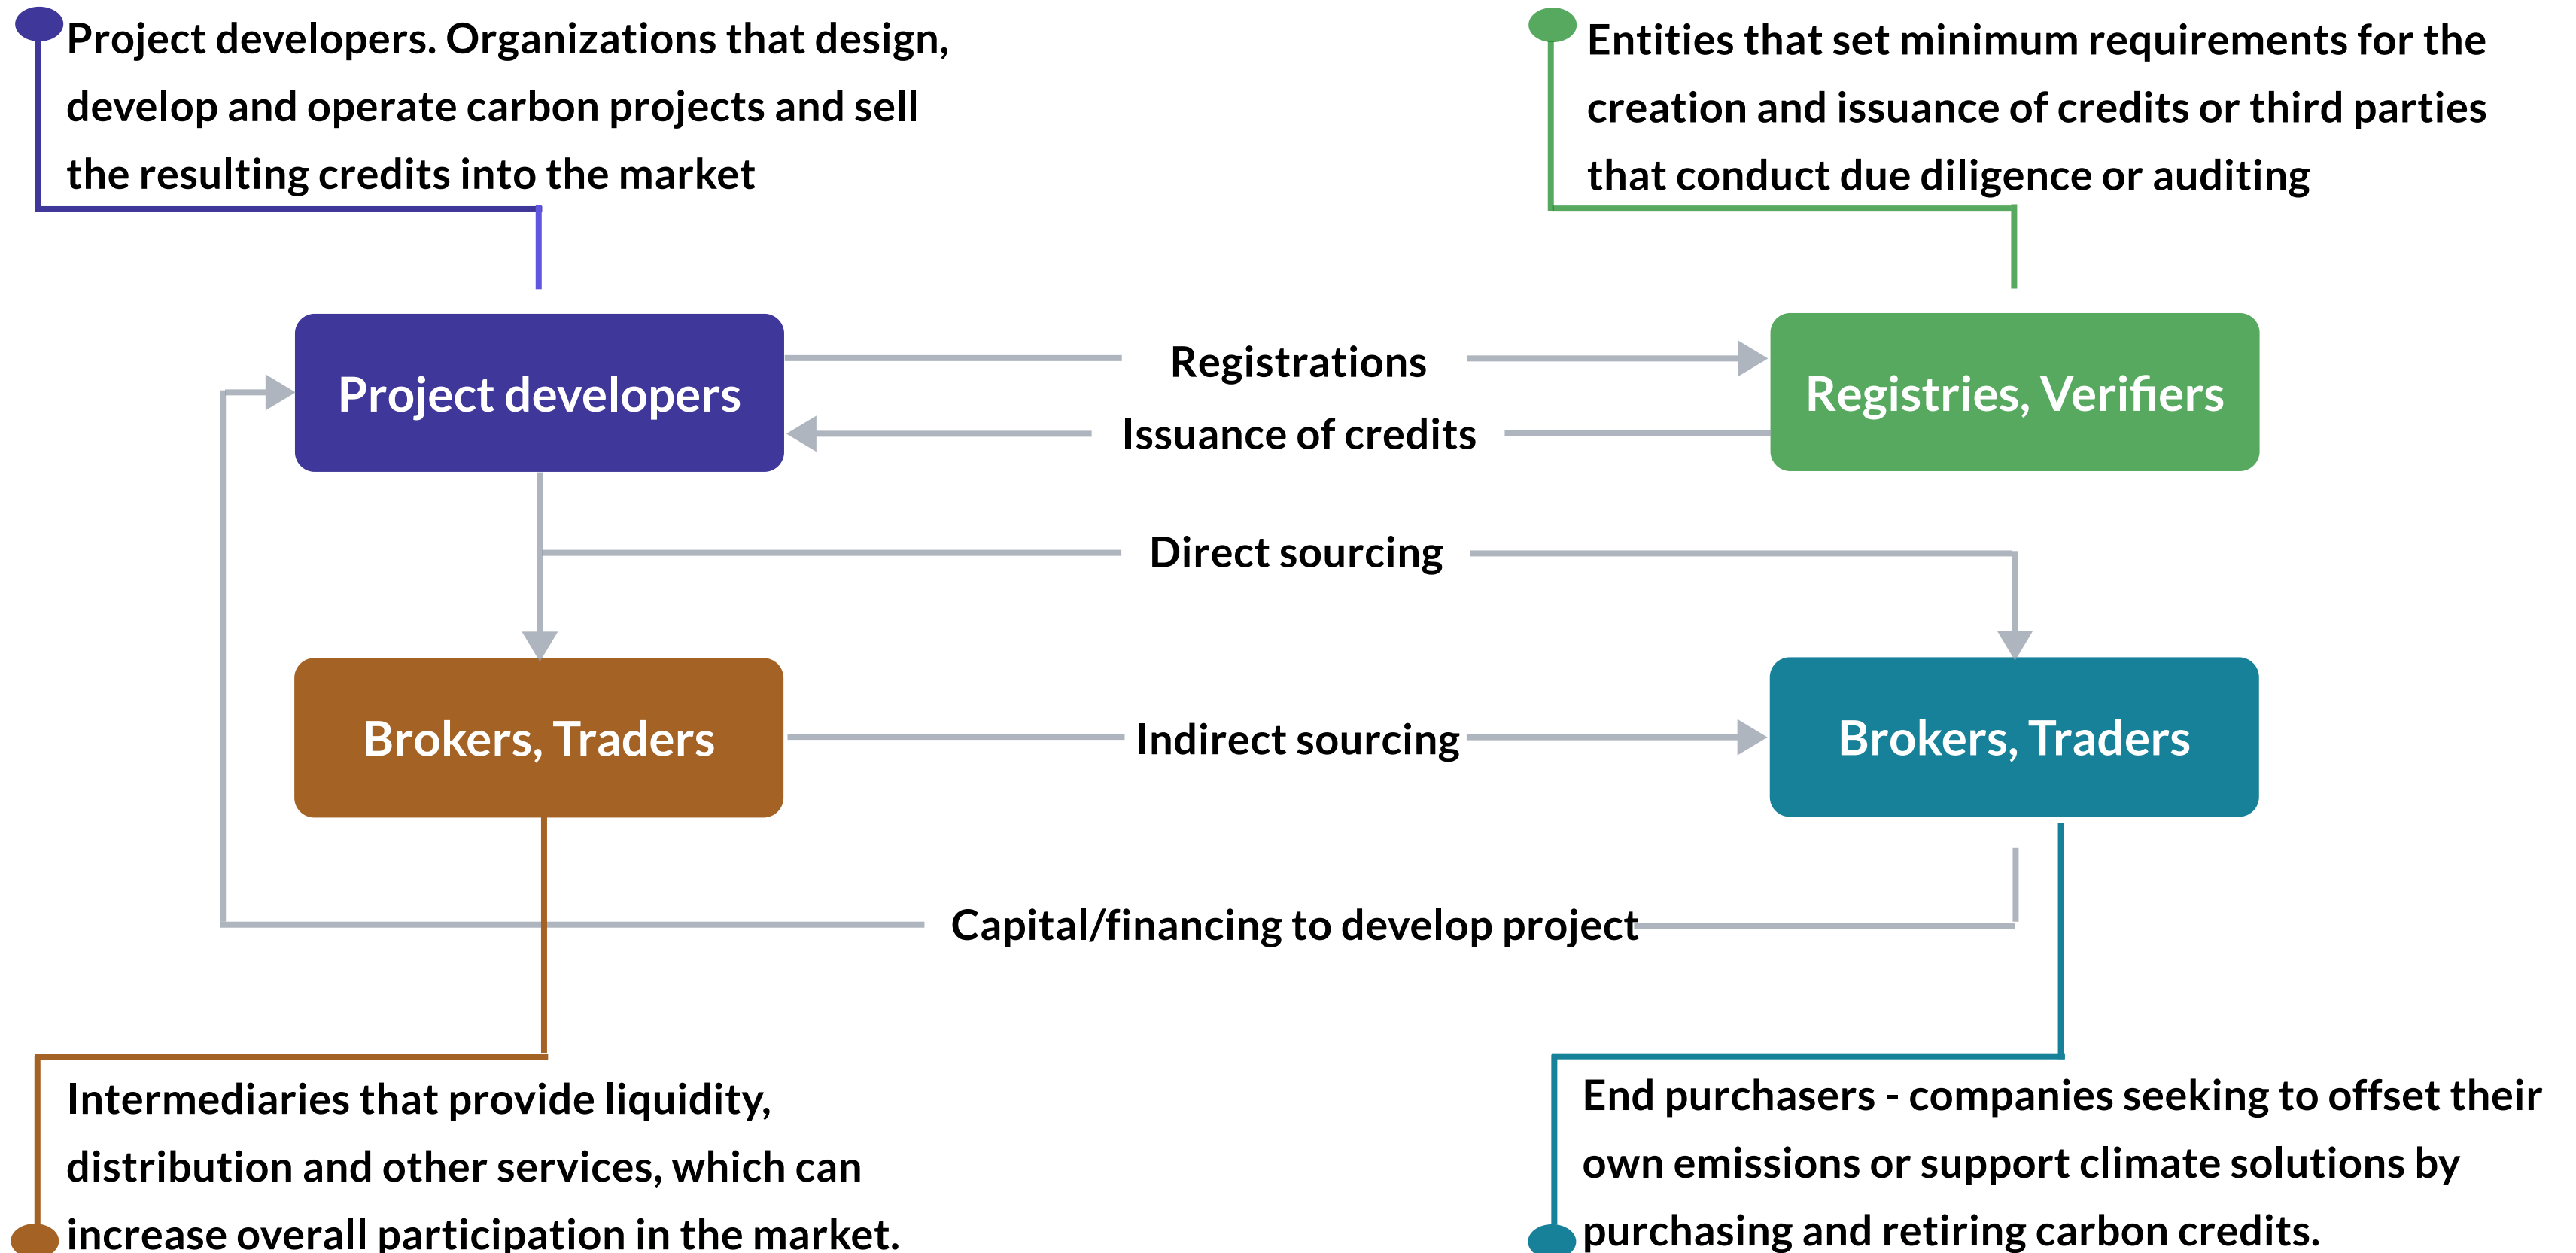 Project developers. Organizations that design,
develop and operate carbon projects and sell
the resulting credits into the market
Entities that set minimum requirements for the
creation and issuance of credits or third parties
that conduct due diligence or auditing
Project developers
Registrations
Registries, Verifiers
Issuance of credits
Direct sourcing
Brokers, Traders
Indirect sourcing
Brokers, Traders
Capital/financing to develop project
Intermediaries that provide liquidity,
distribution and other services, which can
increase overall participation in the market.
End purchasers - companies seeking to offset their
own emissions or support climate solutions by
purchasing and retiring carbon credits.